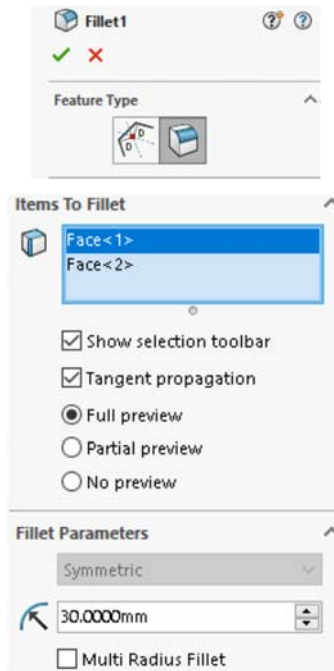 Fillet1
Feature Type
Items To Fillet
Face<1>
Face<2>
Show selection toolbar
Tangent propagation
Full preview
Partial preview
No preview
Fillet Parameters
Symmetric
30.0000mm
Multi Radius Fillet